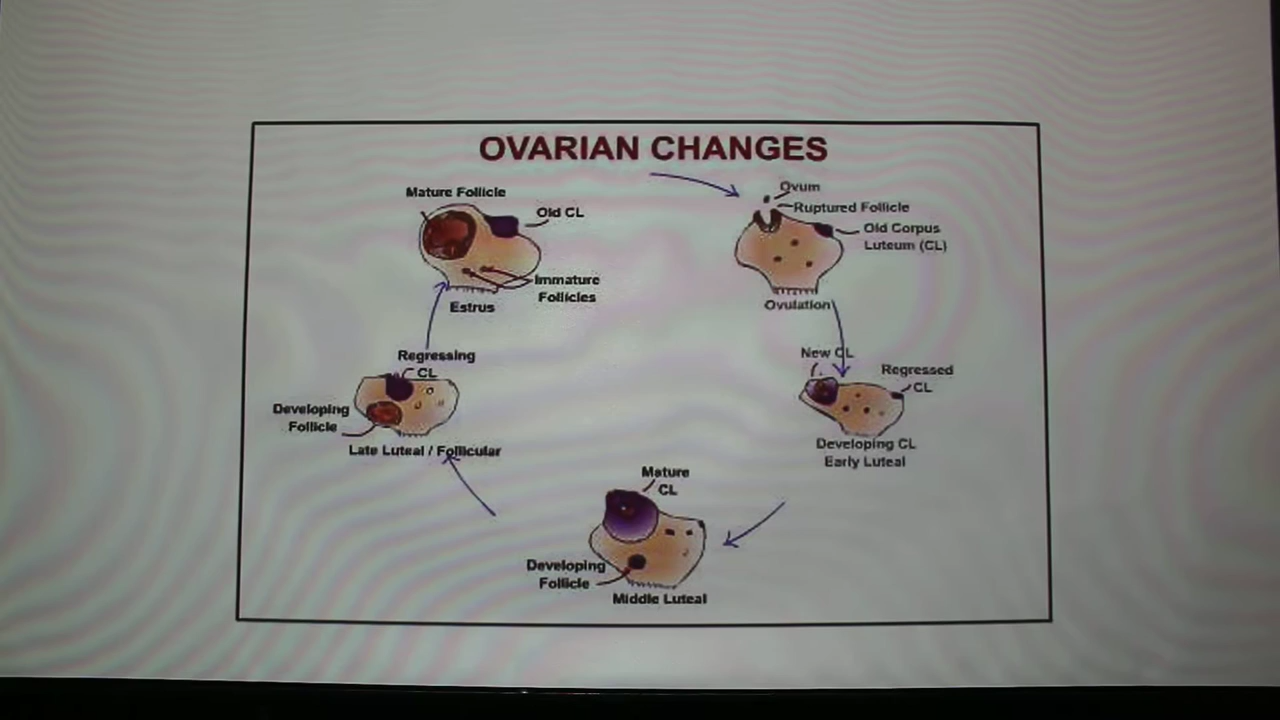 OVARIAN CHANGES
Mature Follicle
Old CL
Immature
Follicles
Estrus
Ovum
Ruptured Follicle
Old Corpus
Luteum (CL)
Ovulation
New CL
Regressed
CL
Developing CL
Early Luteal
Mature
CL
Developing
Follicle
Middle Luteal
Regressing
CL
Developing
Follicle
Late Luteal / Follicular